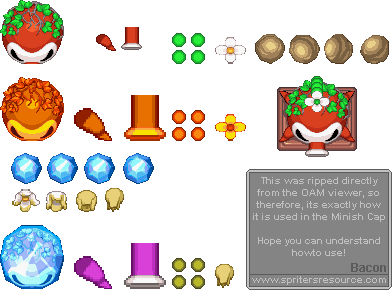 This was ripped directly
from the OAM viewer, so
therefore, its exactly how
it is used in the Minish Cap
Hope you can understand
howto use!
Bacon
www.spritersresource.com